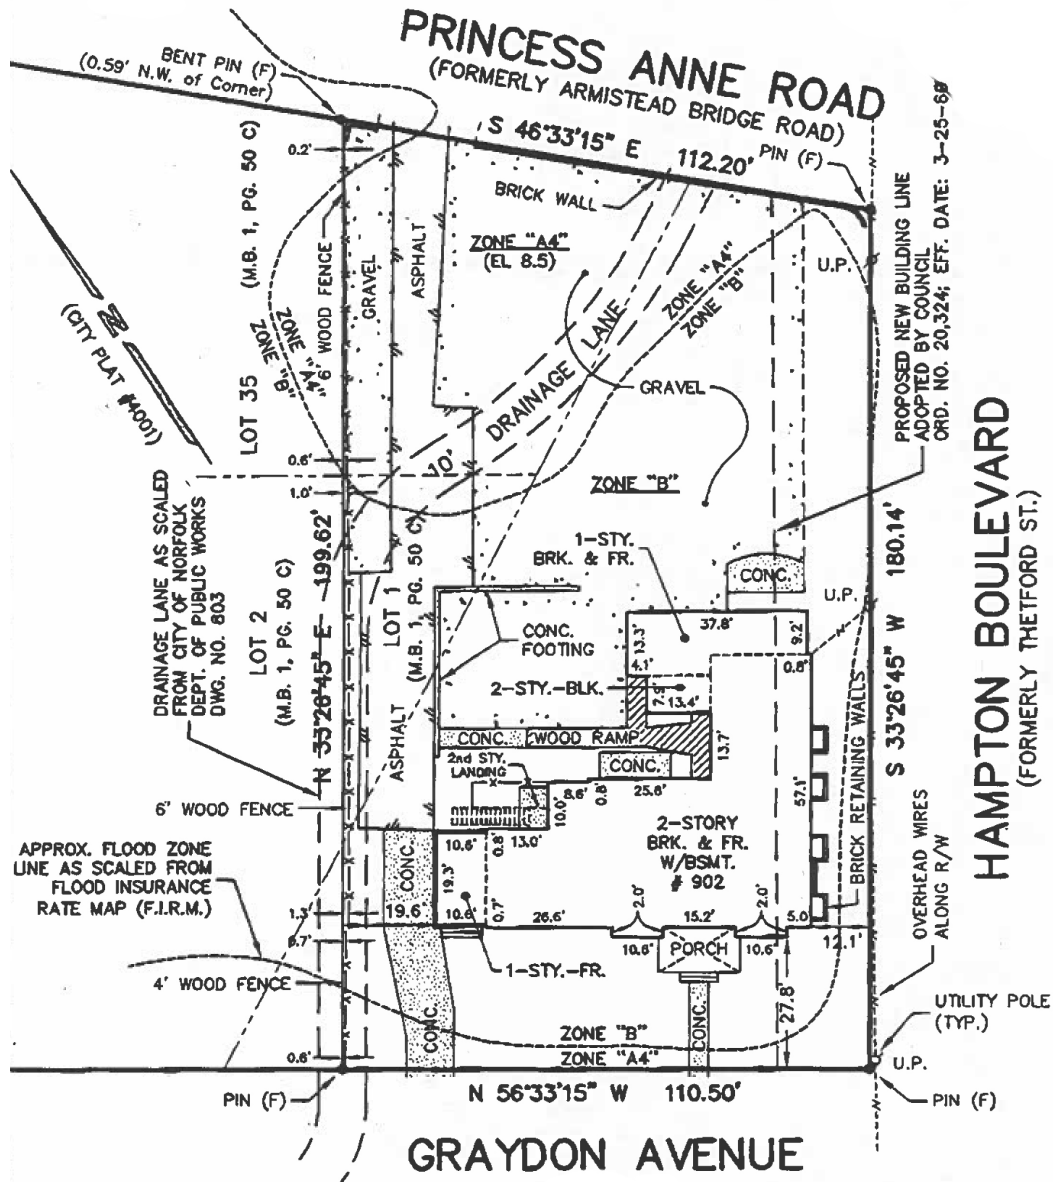 PRINCESS ANNE ROAD
(FORMERLY ARMISTEAD BRIDGE ROAD)
S 46°33'15" E 112.20'
BENT PIN (F)
(0.59' N.W. of Corner)
PIN (F)
0.2'
BRICK WALL
ZONE "A4"
(EL 8.5)
(M.B. 1, PG. 50 C)
LOT 35
6' WOOD FENCE
GRAVEL
ASPHALT
ZONE "A4"
ZONE "B"
ZONE "A4"
ZONE "B"
DRAINAGE LANE
10'
GRAVEL
ZONE "B"
U.P.
PROPOSED NEW BUILDING LINE
ADOPTED BY COUNCIL
ORD. NO. 20,324; EFF. DATE: 3-25-60
N
(CITY PLAT #4001)
0.6'
1.0'
DRAINAGE LANE AS SCALED
FROM CITY OF NORFOLK
DEPT. OF PUBLIC WORKS
DWG. NO. 803
LOT 2
(M.B. 1, PG. 50 C)
N 33°26'45" E 199.62'
LOT 1
(M.B. 1, PG. 50 C)
ASPHALT
1-STY.
BRK. & FR.
CONC.
U.P.
37.8'
9.2'
0.8'
13.3'
4.1'
CONC.
FOOTING
2-STY.-BLK.
7.9'
13.4'
13.7'
CONC.
WOOD RAMP
2nd STY.
LANDING
CONC.
8.6'
0.8'
25.6'
10.0'
57.1'
S 33°26'45" W 180.14'
HAMPTON BOULEVARD
(FORMERLY THETFORD ST.)
6' WOOD FENCE
2-STORY
BRK. & FR.
W/BSMT.
# 902
BRICK RETAINING WALLS
OVERHEAD WIRES
ALONG R/W
APPROX. FLOOD ZONE
LINE AS SCALED FROM
FLOOD INSURANCE
RATE MAP (F.I.R.M.)
CONC.
10.6'
0.8'
13.0'
19.3'
1.3'
19.6'
10.6'
0.7'
26.6'
2.0'
15.2'
2.0'
5.0'
12.1'
0.7'
10.6'
PORCH
10.6'
27.8'
4' WOOD FENCE
1-STY.-FR.
CONC.
CONC.
ZONE "B"
ZONE "A4"
UTILITY POLE
(TYP.)
0.6'
U.P.
PIN (F)
N 56°33'15" W 110.50'
PIN (F)
GRAYDON AVENUE